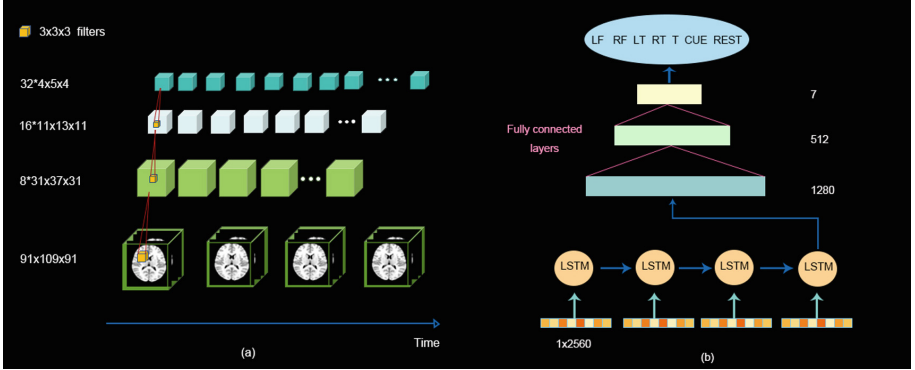 3x3x3 filters
32*4x5x4
16*11x13x11
8*31x37x31
91x109x91
Time
(a)
LF RF LT RT T CUE REST
7
Fully connected
layers
512
1280
LSTM LSTM LSTM LSTM
1x2560
(b)